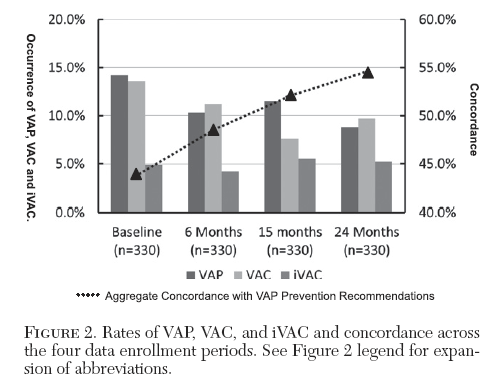 20.0%
15.0%
10.0%
5.0%
0.0%
Occurrence of VAP, VAC and iVAC.
60.0%
55.0%
50.0%
45.0%
40.0%
Concordance
Baseline 6 Months 15 months 24 Months
(n=330) (n=330) (n=330) (n=330)
VAP VAC iVAC
Aggregate Concordance with VAP Prevention Recommendations
FIGURE 2. Rates of VAP, VAC, and iVAC and concordance across
the four data enrollment periods. See Figure 2 legend for expan-
sion of abbreviations.